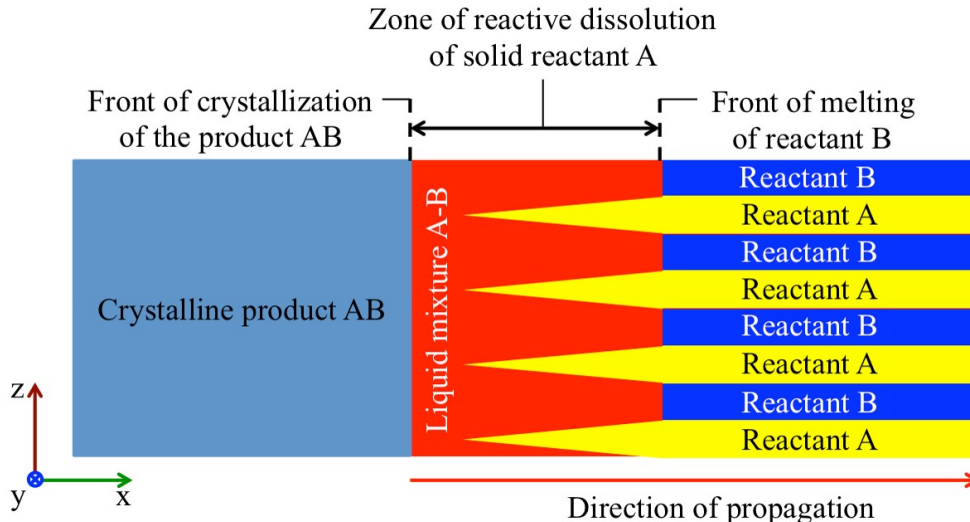 Zone of reactive dissolution
of solid reactant A
Front of crystallization
of the product AB
Front of melting
of reactant B
Crystalline product AB
Liquid mixture A-B
Reactant B
Reactant A
Reactant B
Reactant A
Reactant B
Reactant A
Reactant B
Reactant A
z
y
x
Direction of propagation